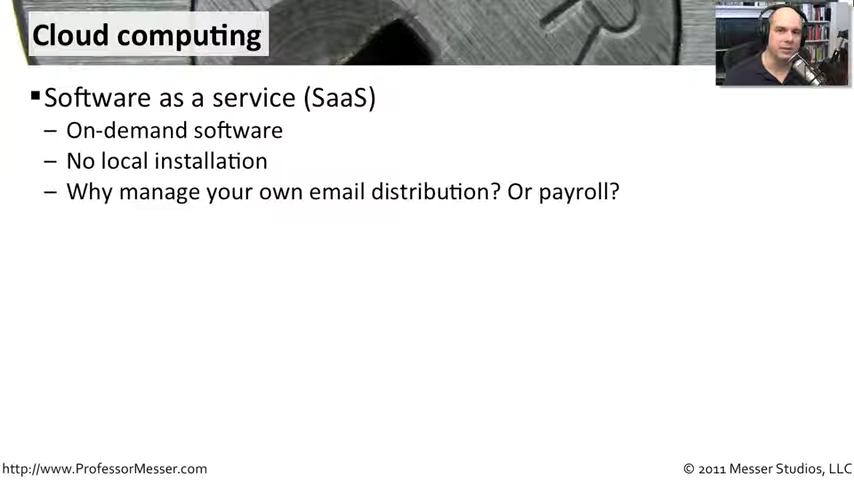 Cloud computing
▪Software as a service (SaaS)
– On-demand software
– No local installation
– Why manage your own email distribution? Or payroll?
http://www.ProfessorMesser.com
© 2011 Messer Studios, LLC